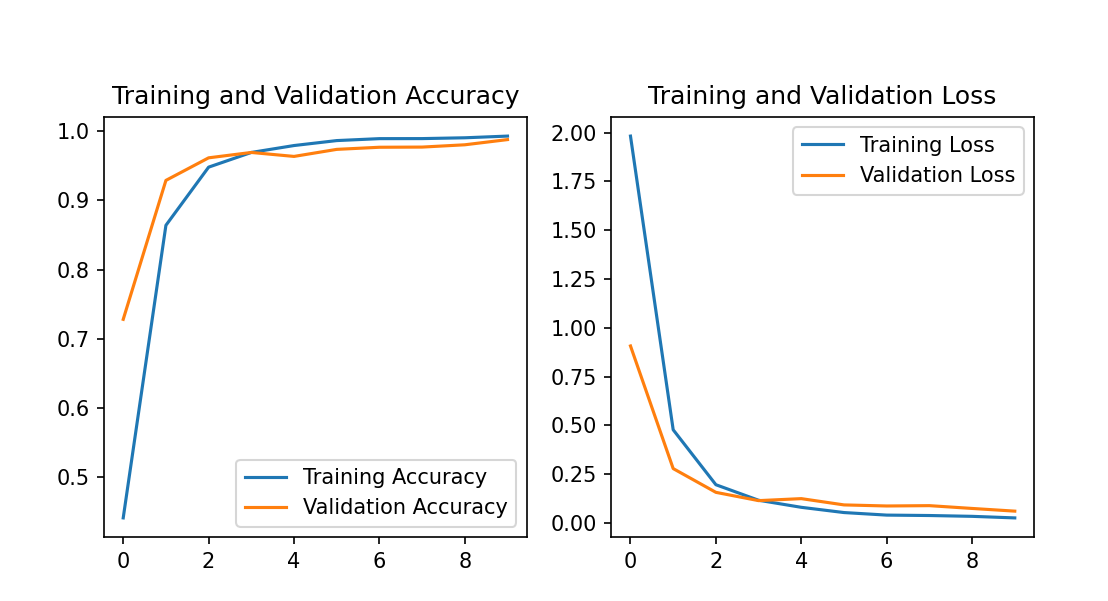 Training and Validation Accuracy
1.0
0.9
0.8
0.7
0.6
0.5
Training Accuracy
Validation Accuracy
0 2 4 6 8
Training and Validation Loss
2.00
1.75
1.50
1.25
1.00
0.75
0.50
0.25
0.00
Training Loss
Validation Loss
0 2 4 6 8